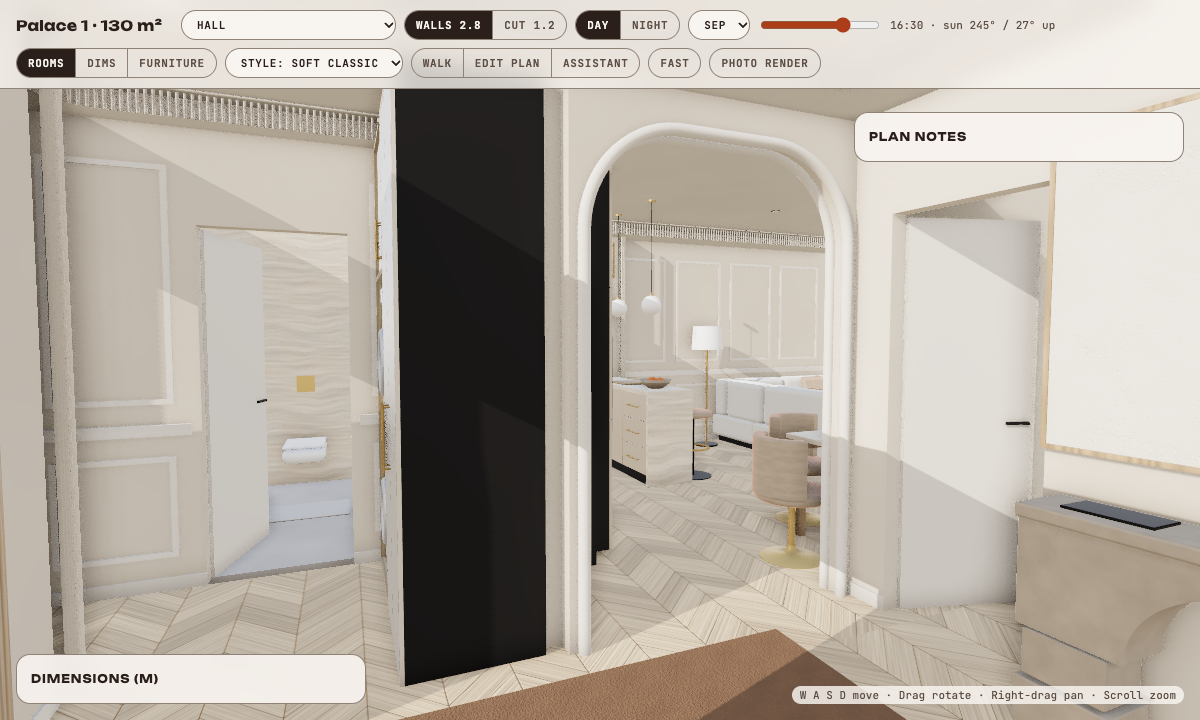 Palace 1 · 130 m²
HALL
WALLS 2.8
CUT 1.2
DAY
NIGHT
SEP
16:30 · sun 245° / 27° up
ROOMS
DIMS
FURNITURE
STYLE: SOFT CLASSIC
WALK
EDIT PLAN
ASSISTANT
FAST
PHOTO RENDER
PLAN NOTES
DIMENSIONS (M)
W A S D move · Drag rotate · Right-drag pan · Scroll zoom